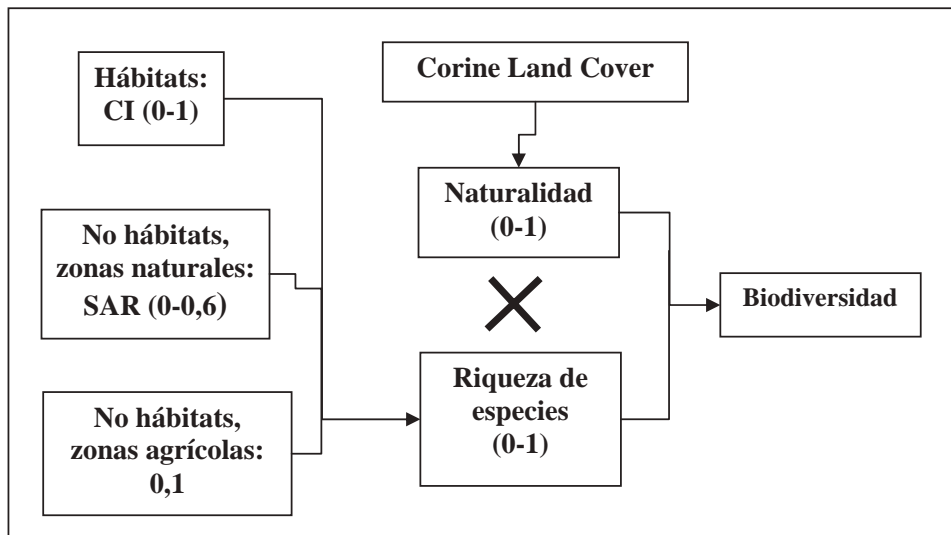 Hábitats:
CI (0-1)
No hábitats,
zonas naturales:
SAR (0-0,6)
No hábitats,
zonas agrícolas:
0,1
Corine Land Cover
Naturalidad
(0-1)
Riqueza de
especies
(0-1)
Biodiversidad